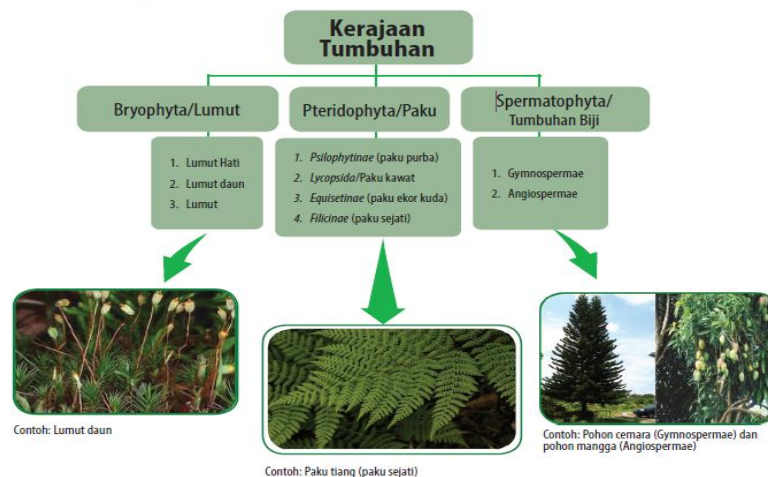 Kerajaan
Tumbuhan
Bryophyta/Lumut
Pteridophyta/Paku
Spermatophyta/
Tumbuhan Biji
1. Lumut Hati
2. Lumut daun
3. Lumut
1. Psilophytinae (paku purba)
2. Lycopsida/Paku kawat
3. Equisetinae (paku ekor kuda)
4. Filicinae (paku sejati)
1. Gymnospermae
2. Angiospermae
Contoh: Lumut daun
Contoh: Paku tiang (paku sejati)
Contoh: Pohon cemara (Gymnospermae) dan
pohon mangga (Angiospermae)